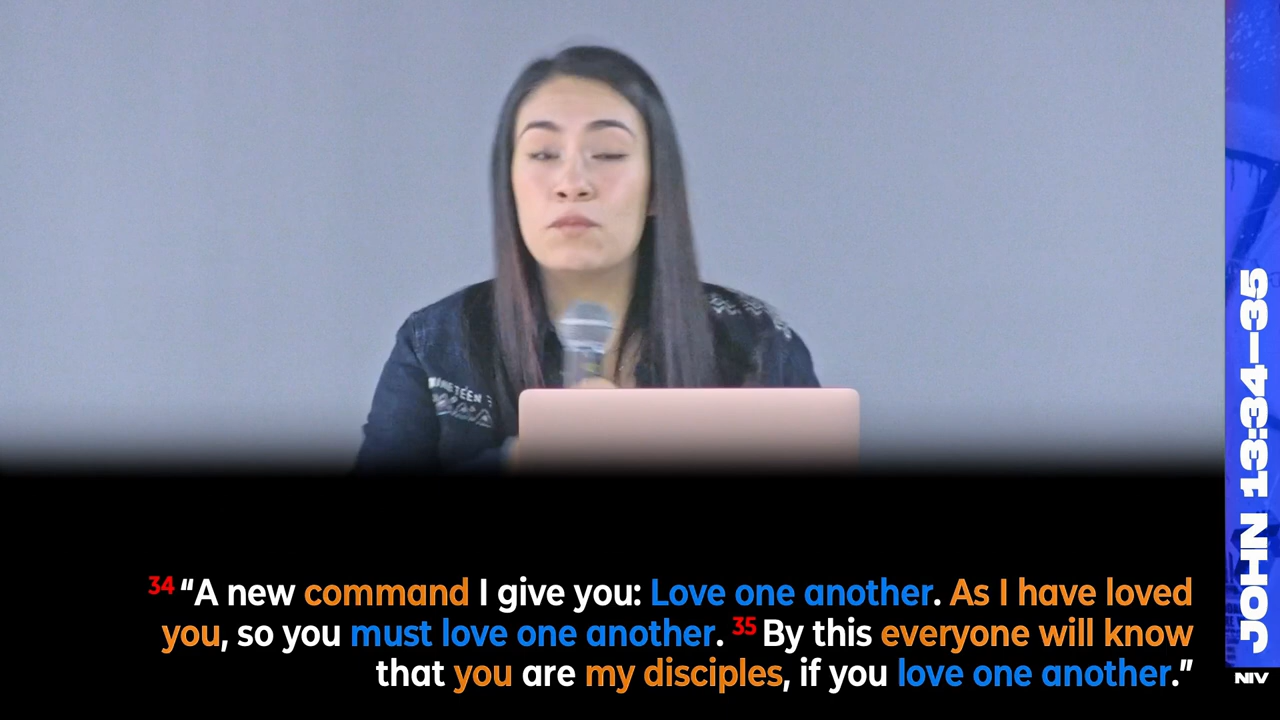 34 “A new command I give you: Love one another. As I have loved
you, so you must love one another. 35 By this everyone will know
that you are my disciples, if you love one another.”
JOHN 13:34–35
NIV